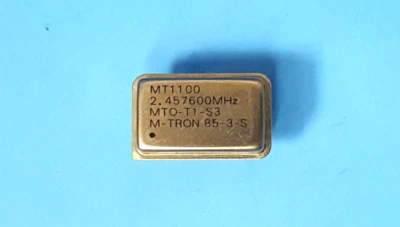 MT1100
2.457600MHz
MTO-T1-S3
M-TRON 85-3-S